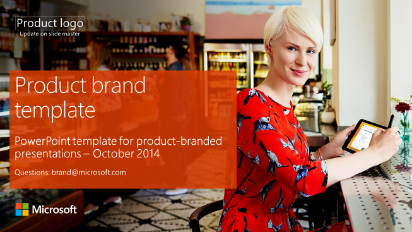 Product logo
Update on slide master
Product brand
template
PowerPoint template for product-branded
presentations – October 2014
Questions: brand@microsoft.com
Microsoft